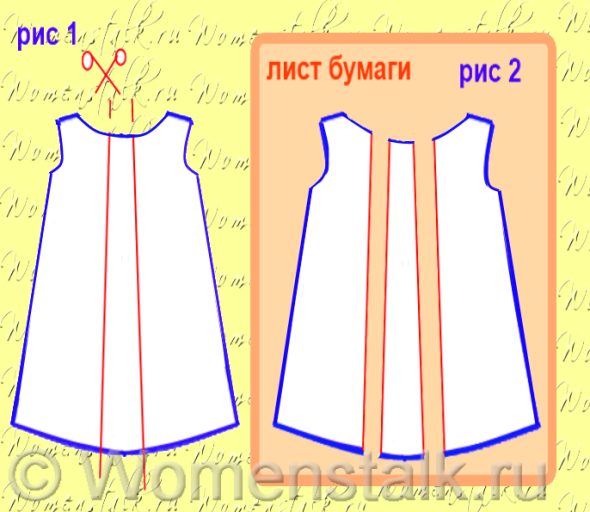 рис 1
лист бумаги
рис 2
© Womenstalk.ru